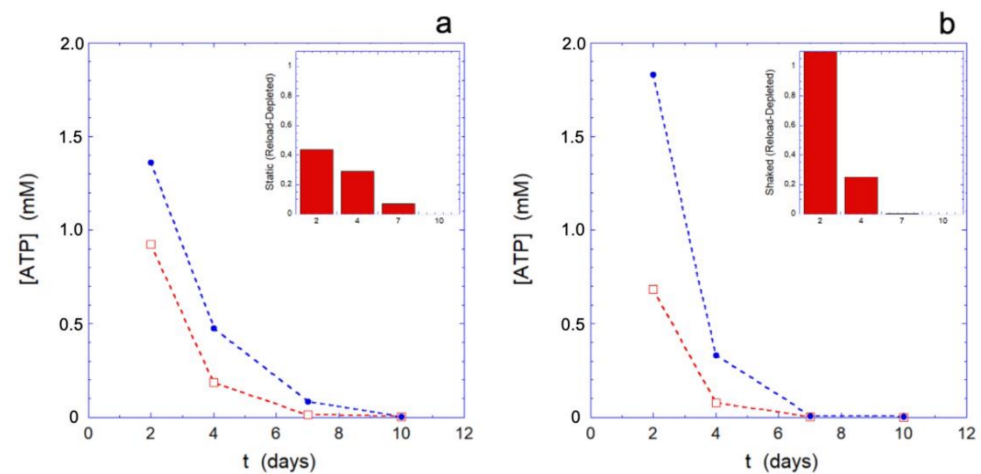 a
2.0
1.5
1.0
0.5
0
[ATP] (mM)
0 2 4 6 8 10 12
t (days)
Static (Reload-Depleted)
1
0,8
0,6
0,4
0,2
0
2 4 7 10
b
2.0
1.5
1.0
0.5
0
[ATP] (mM)
0 2 4 6 8 10 12
t (days)
Shaked (Reload-Depleted)
1
0,8
0,6
0,4
0,2
0
2 4 7 10